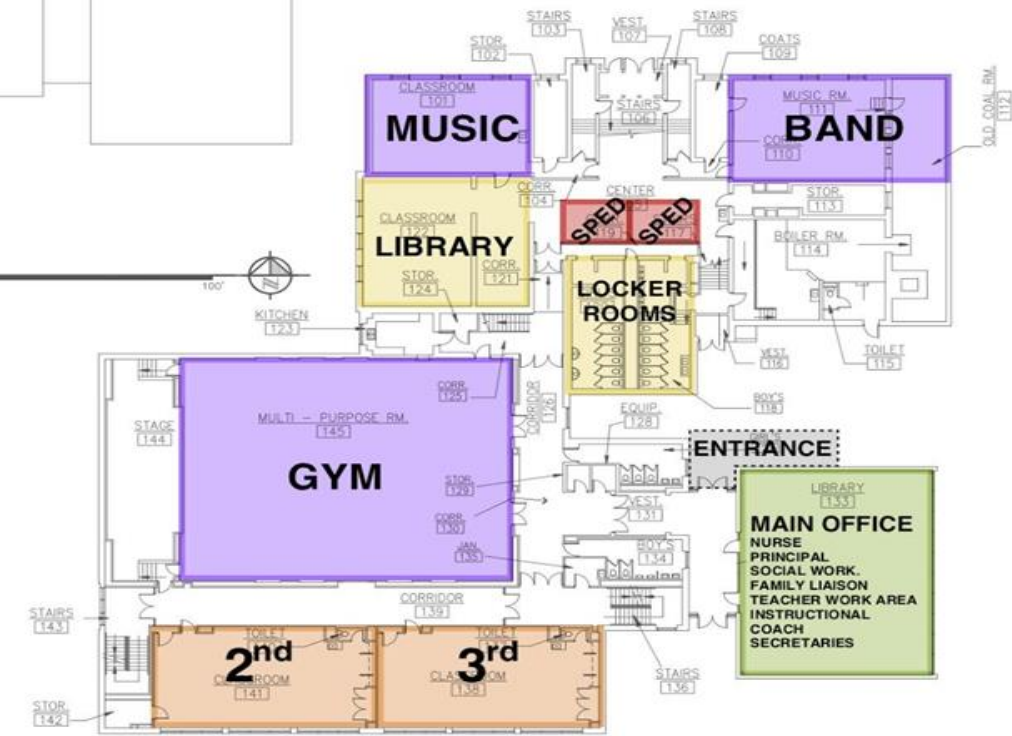 STAIRS
103
VEST.
107
STAIRS
108
STOR.
102
COATS
109
CLASSROOM
101
MUSIC
STAIRS
106
MUSIC RM.
111
BAND
OLD COAL RM.
112
110
CORR.
104
CENTER
SPED
SPED
117
STOR.
113
CLASSROOM
122
LIBRARY
BOILER RM.
114
STOR.
124
CORR.
121
100'
LOCKER
ROOMS
KITCHEN
123
VEST.
116
TOILET
115
CORR.
125
CORRIDOR
126
BOY'S
118
EQUIP.
128
STAGE
144
MULTI - PURPOSE RM.
145
GYM
ENTRANCE
STOR.
129
LIBRARY
133
CORR.
130
VEST.
131
MAIN OFFICE
NURSE
PRINCIPAL
SOCIAL WORK.
FAMILY LIAISON
TEACHER WORK AREA
INSTRUCTIONAL
COACH
SECRETARIES
JAN.
135
BOY'S
134
CORRIDOR
139
STAIRS
143
TOILET
TOILET
2nd
CLASSROOM
141
3rd
CLASSROOM
138
STAIRS
136
STOR.
142